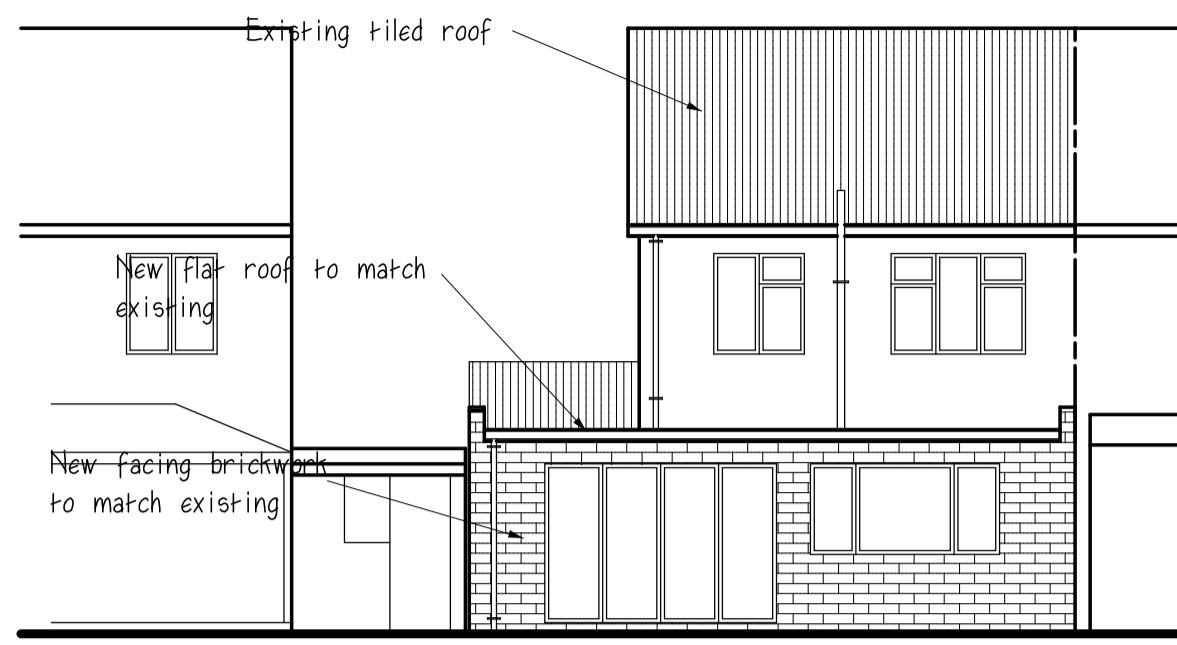 Existing tiled roof
New flat roof to match
existing
New facing brickwork
to match existing